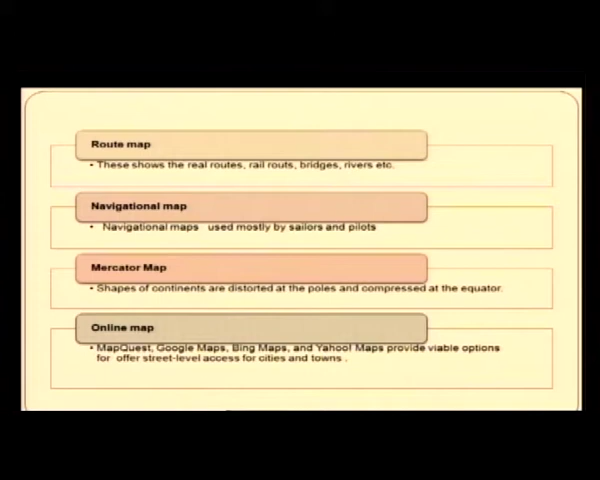 Route map
• These shows the real routes, rail routs, bridges, rivers etc.
Navigational map
• Navigational maps used mostly by sailors and pilots
Mercator Map
• Shapes of continents are distorted at the poles and compressed at the equator.
Online map
• MapQuest, Google Maps, Bing Maps, and Yahoo! Maps provide viable options
for offer street-level access for cities and towns .